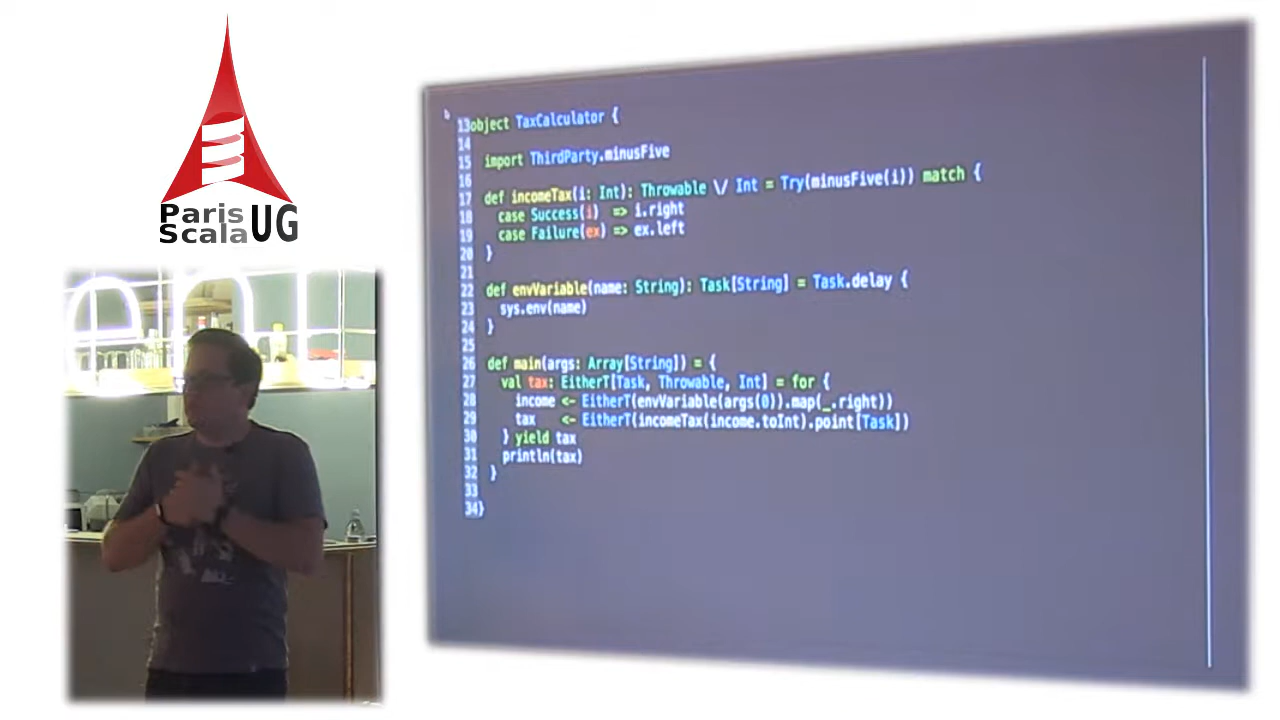 Paris
Scala UG
13object TaxCalculator {
14
15 import ThirdParty.minusFive
16
17 def incomeTax(i: Int): Throwable \/ Int = Try(minusFive(i)) match {
18 case Success(i) => i.right
19 case Failure(ex) => ex.left
20 }
21
22 def envVariable(name: String): Task[String] = Task.delay {
23 sys.env(name)
24 }
25
26 def main(args: Array[String]) = {
27 val tax: EitherT[Task, Throwable, Int] = for {
28 income <- EitherT(envVariable(args(0)).map(_.right))
29 tax <- EitherT(incomeTax(income.toInt).point[Task])
30 } yield tax
31 println(tax)
32 }
33
34}